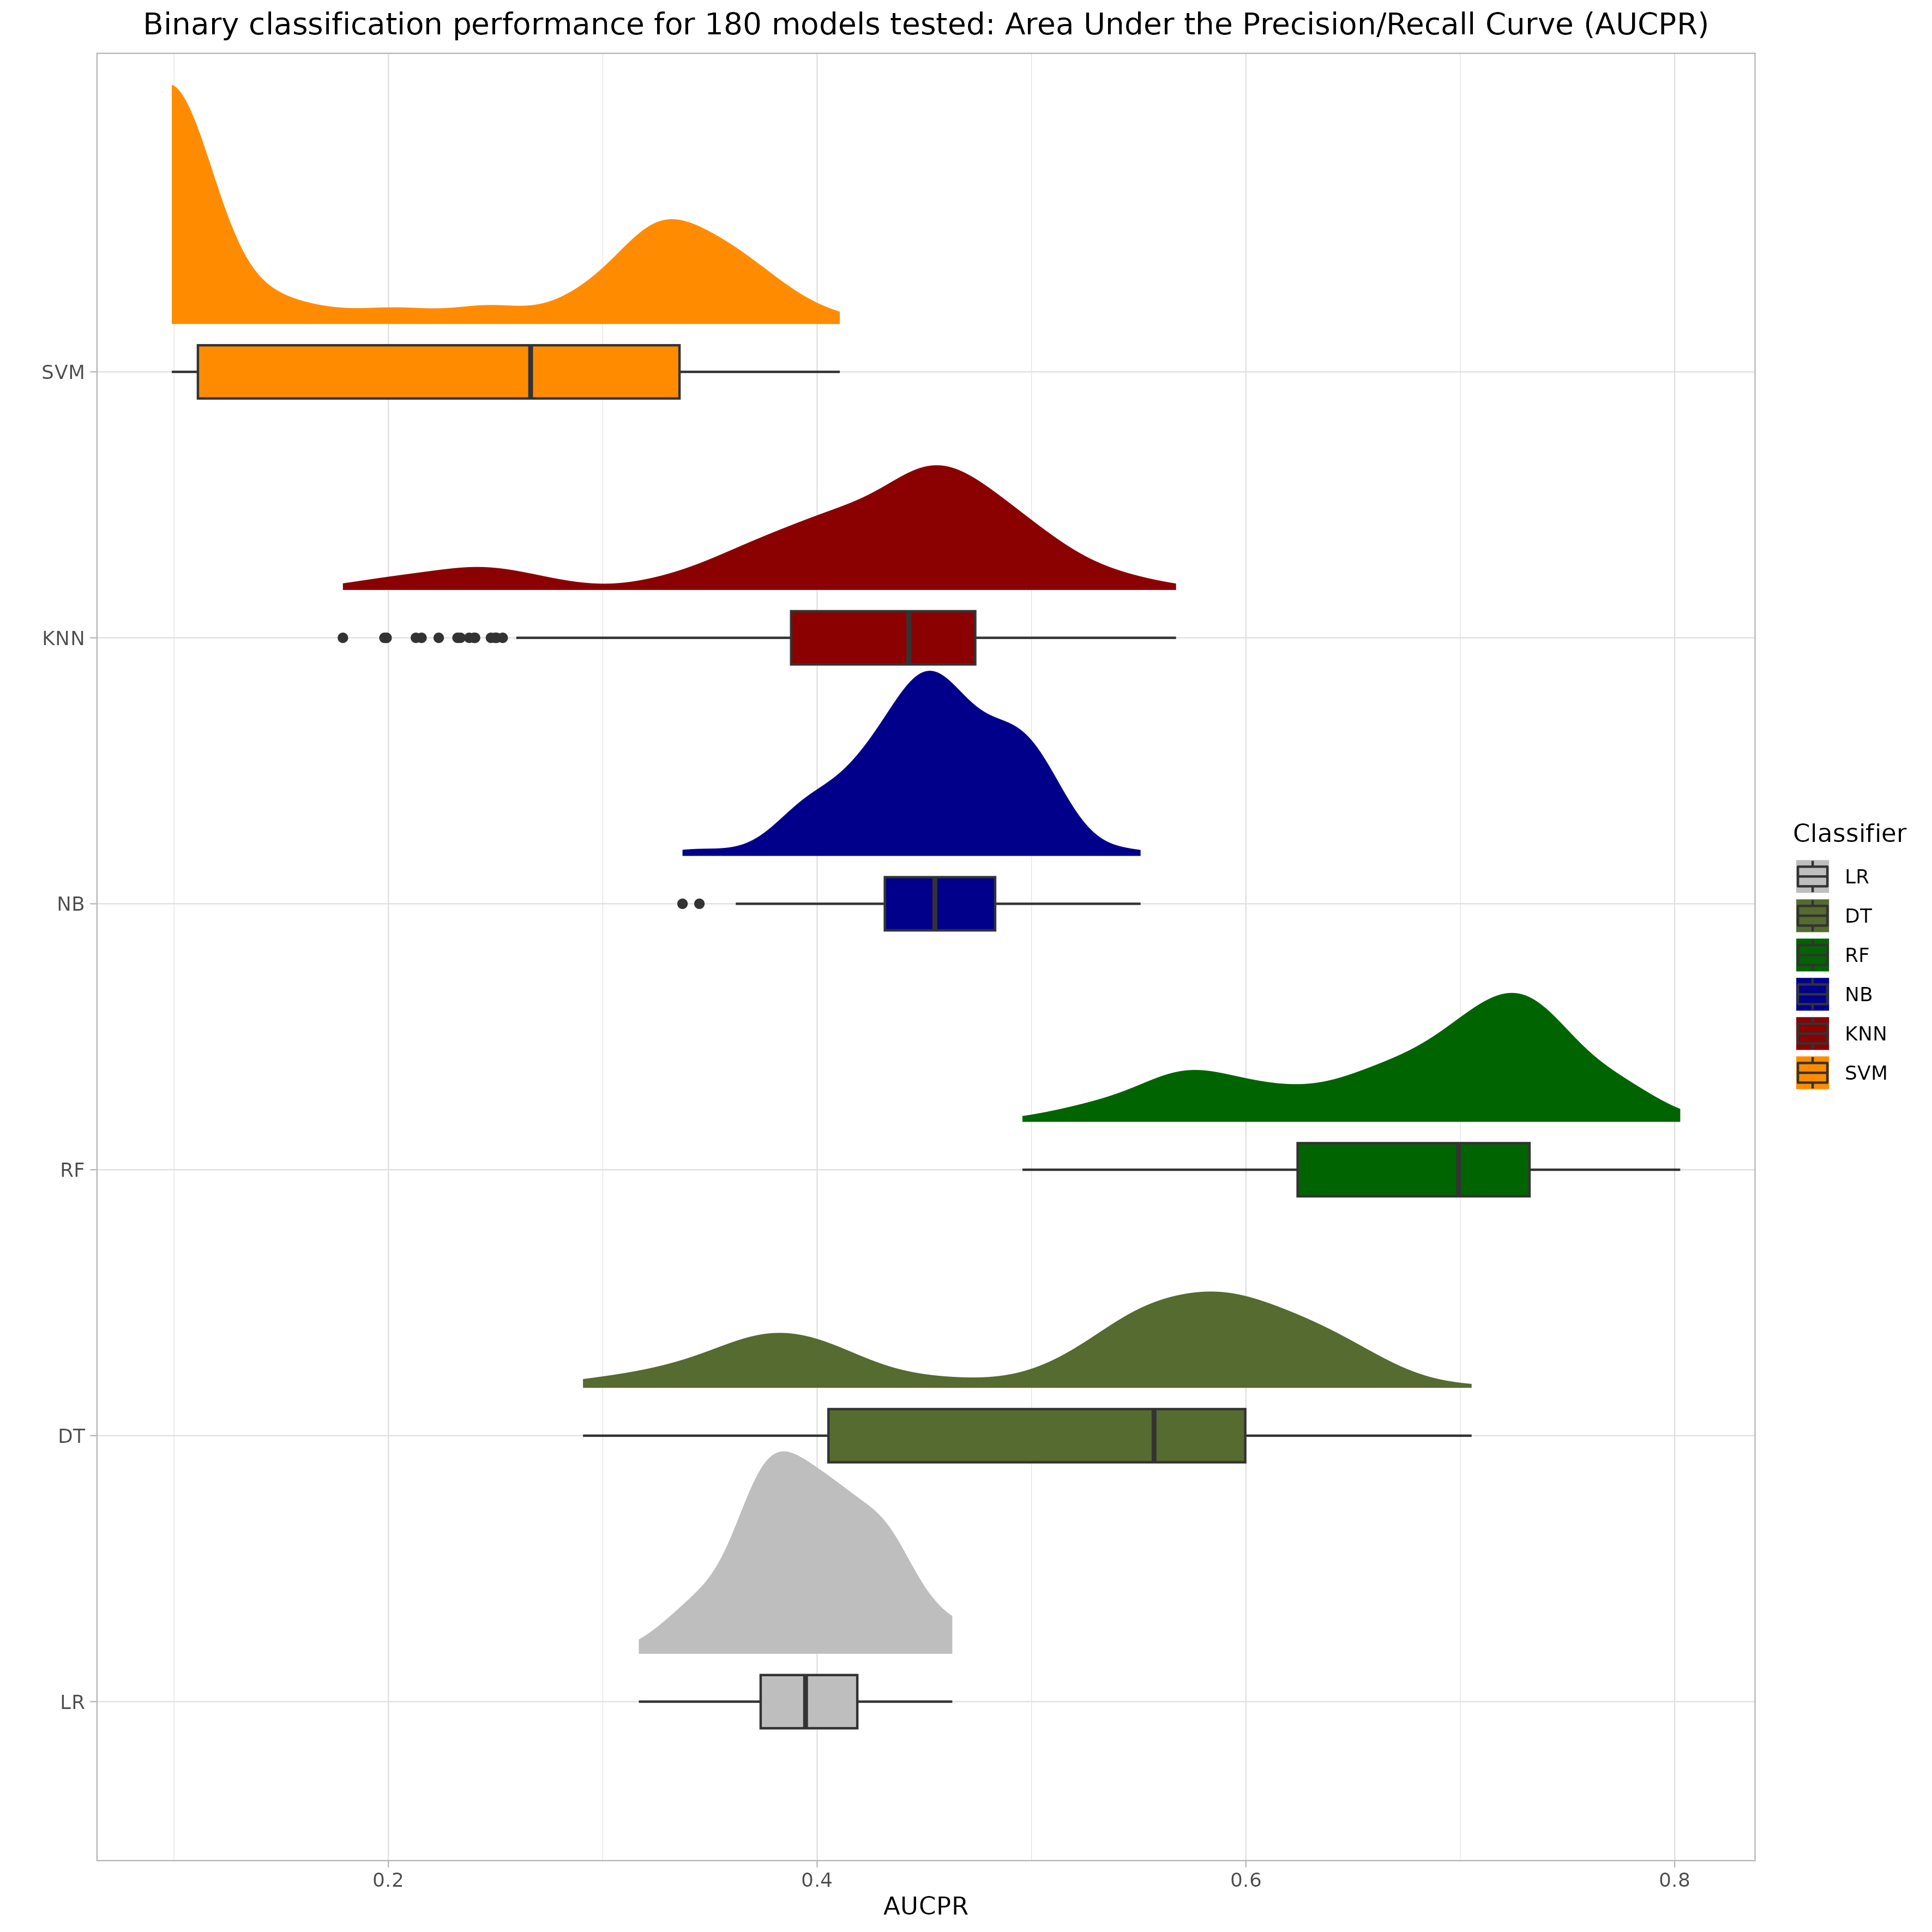 Binary classification performance for 180 models tested: Area Under the Precision/Recall Curve (AUCPR)
SVM
KNN
NB
RF
DT
LR
0.2 0.4 0.6 0.8
AUCPR
Classifier
LR
DT
RF
NB
KNN
SVM